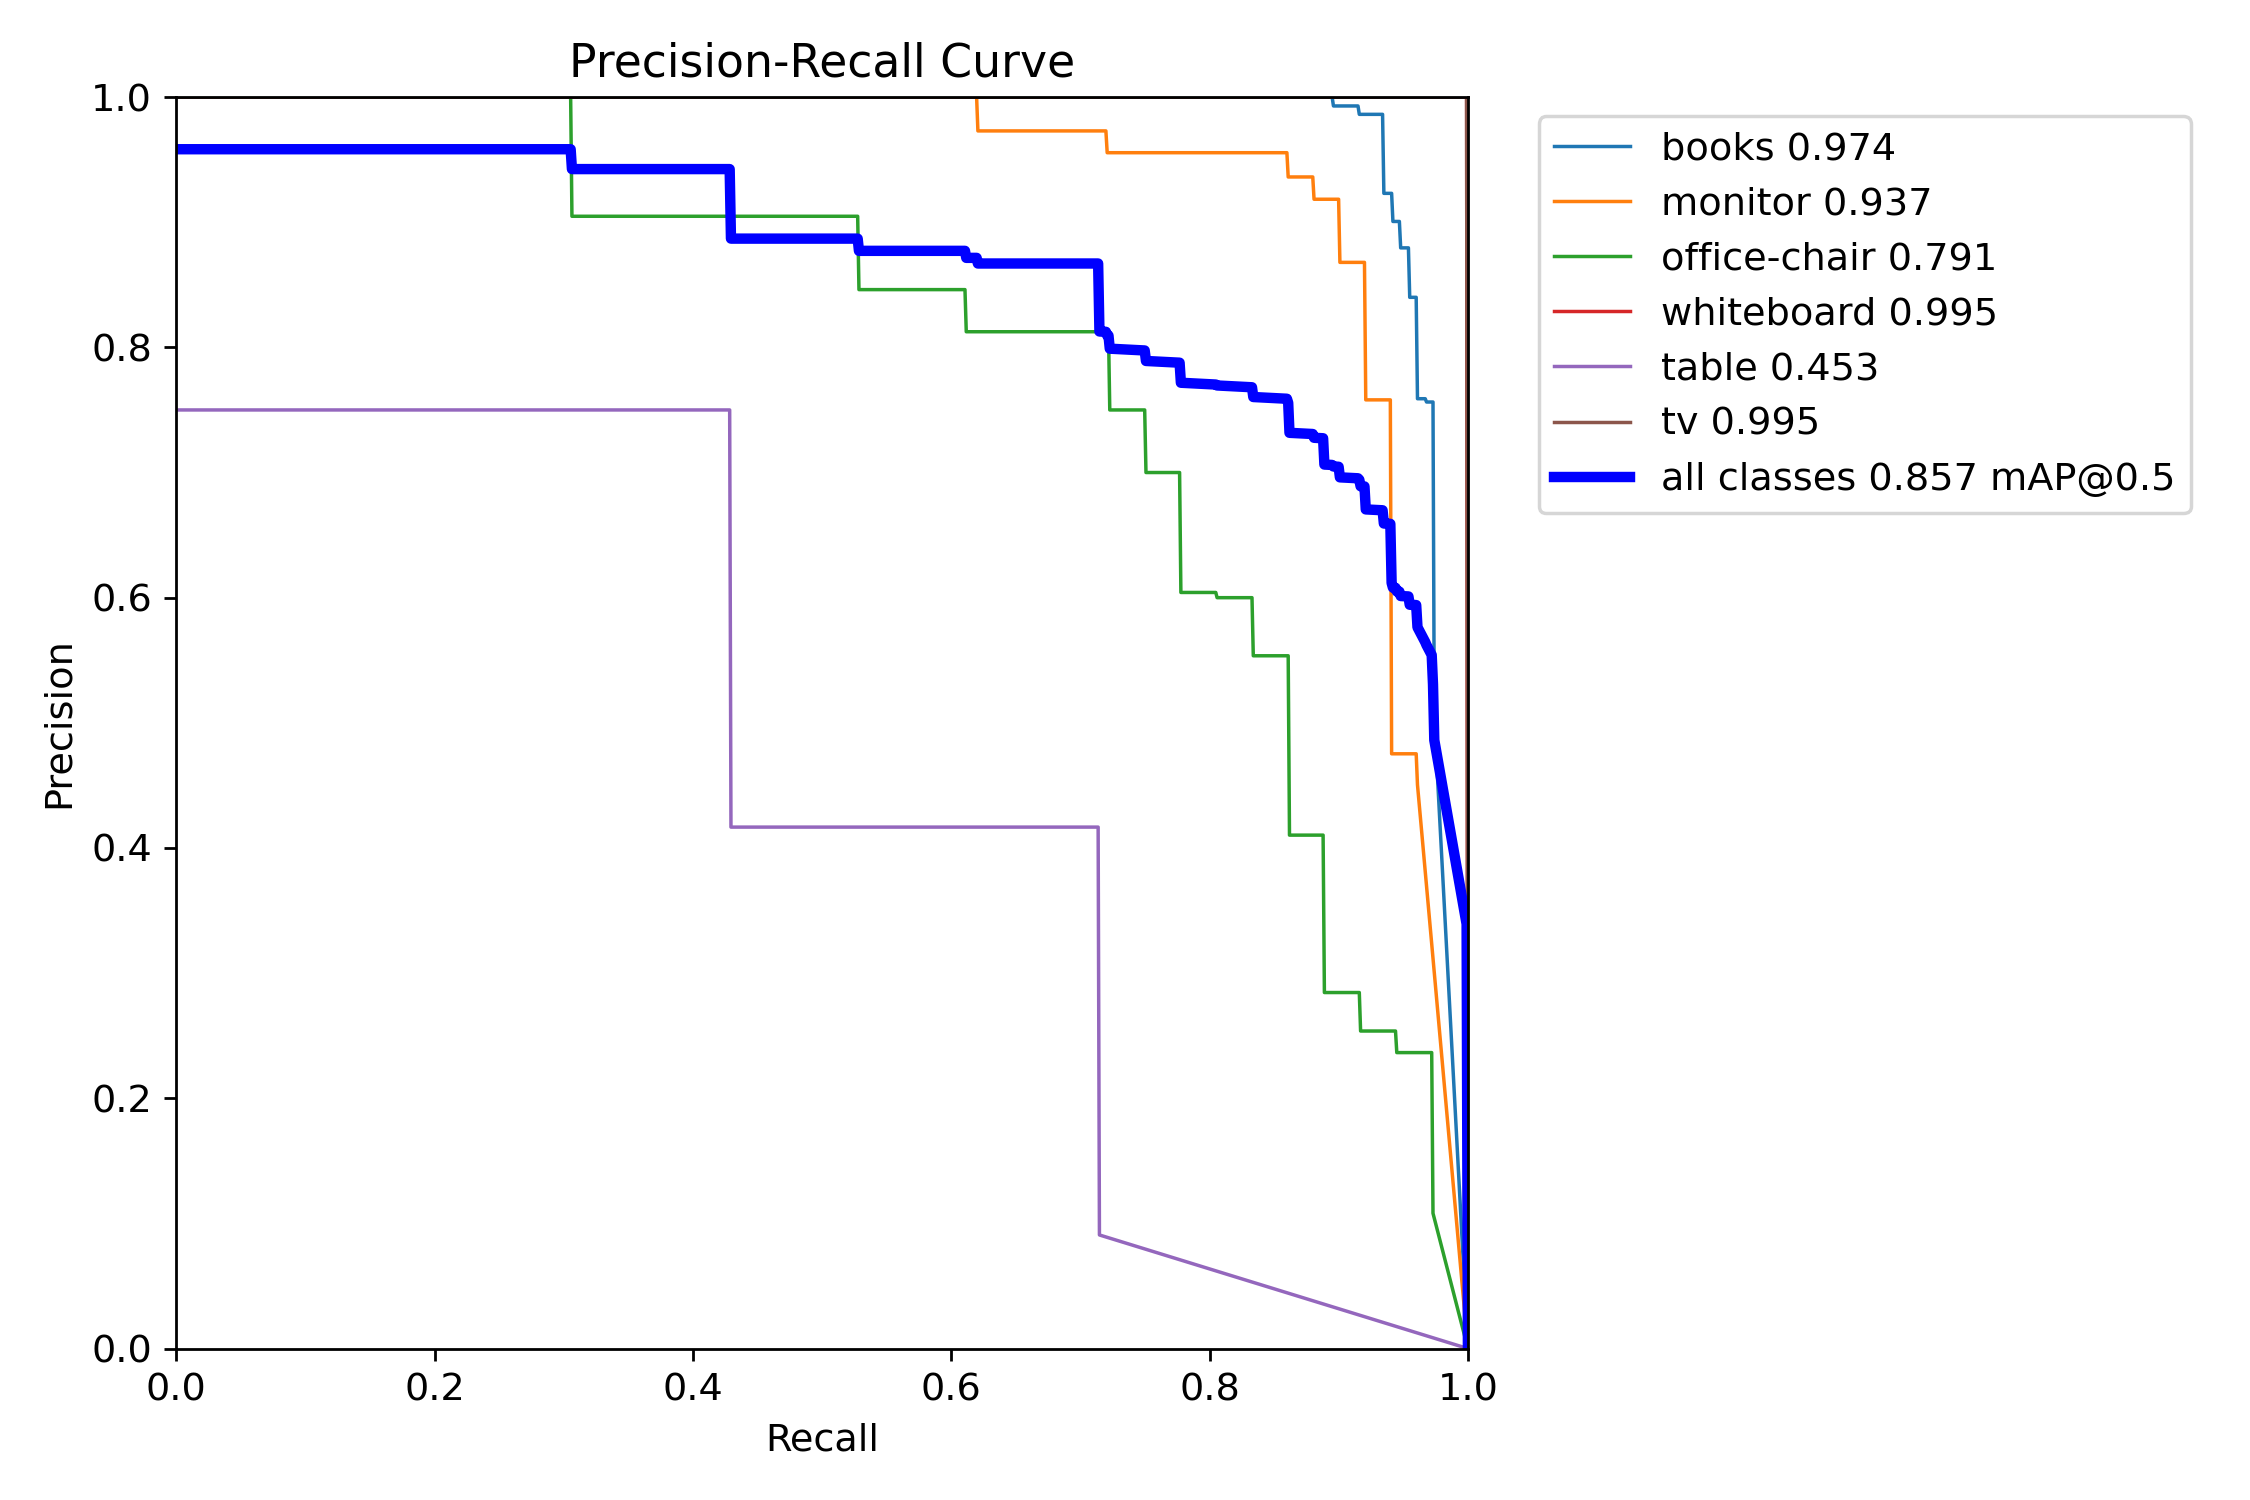 Precision-Recall Curve
1.0
0.8
0.6
0.4
0.2
0.0
Precision
0.0 0.2 0.4 0.6 0.8 1.0
Recall
books 0.974
monitor 0.937
office-chair 0.791
whiteboard 0.995
table 0.453
tv 0.995
all classes 0.857 mAP@0.5